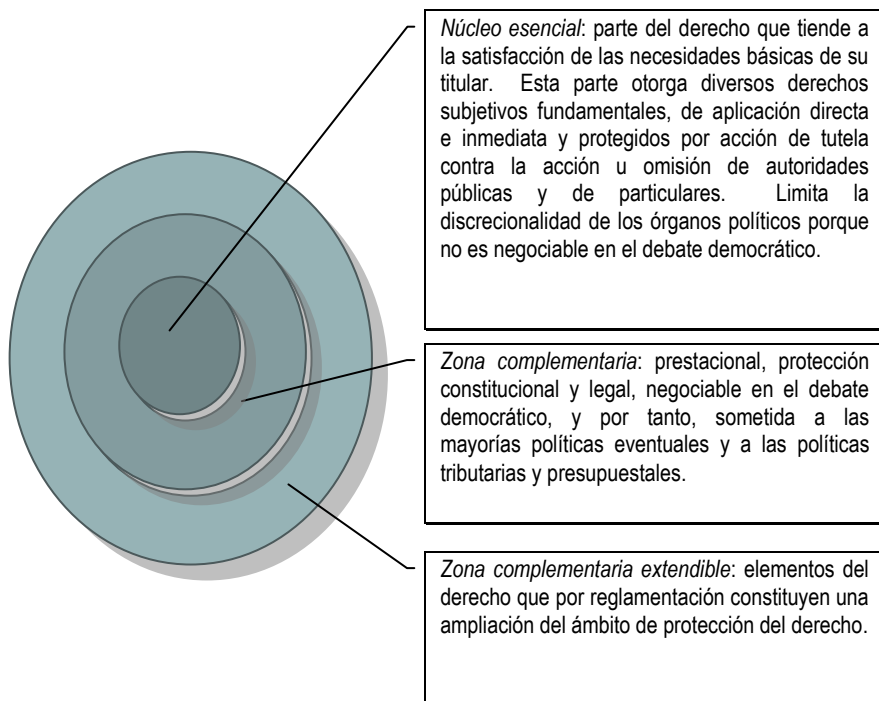 Núcleo esencial: parte del derecho que tiende a
la satisfacción de las necesidades básicas de su
titular. Esta parte otorga diversos derechos
subjetivos fundamentales, de aplicación directa
e inmediata y protegidos por acción de tutela
contra la acción u omisión de autoridades
públicas y de particulares. Limita la
discrecionalidad de los órganos políticos porque
no es negociable en el debate democrático.
Zona complementaria: prestacional, protección
constitucional y legal, negociable en el debate
democrático, y por tanto, sometida a las
mayorías políticas eventuales y a las políticas
tributarias y presupuestales.
Zona complementaria extendible: elementos del
derecho que por reglamentación constituyen una
ampliación del ámbito de protección del derecho.